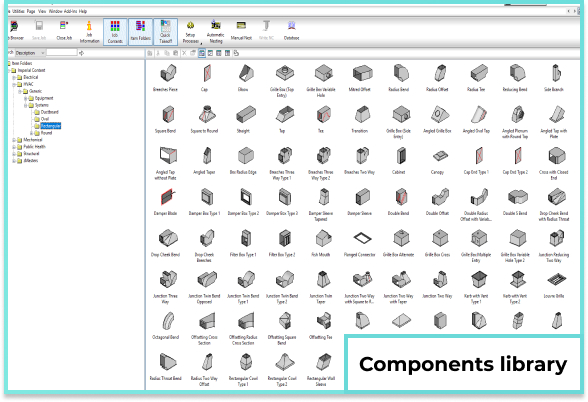 Utilities Page View Window Add-Ins Help
Browser Save Job Close Job Job Information Job Contents Item Folders Quick Takeoff Setup Processes Automatic Nesting Manual Nest Write NC Database
Description
Item Folders
Imperial Content
Electrical
HVAC
Generic
Equipment
Systems
Ductboard
Oval
Rectangular
Round
Mechanical
Public Health
Structural
Breeches Piece Cap Elbow Grille Box (Top Entry) Grille Box Variable Hole Mitred Offset Radius Bend Radius Offset Radius Tee Reducing Bend Side Shoe
Square Bend Square to Round Straight Tap Tee Transition Grille Box (Side Entry) Angled Grille Box Angled Oval Tap Angled Plenum with Round Top Angled Tap with Plate
Angled Tap without Plate Angled Taper Box Radius Edge Breeches Three Way Type 1 Breeches Three Way Type 2 Breeches Two Way Cabinet Canopy Cap End Type 1 Cap End Type 2 Cross with Closed End
Damper Blade Damper Box Type 1 Damper Box Type 2 Damper Box Type 3 Damper Sleeve Tapered Damper Sleeve Double Bend Double Offset Double Radius Offset with Double S Bend Drop Cheek Bend with Radius Throat
Drop Cheek Bend Drop Cheek Breeches Filter Box Type 1 Filter Box Type 2 Fish Mouth Flanged Connector Grille Box Alternate Grille Box Cross Grille Box Multiple Entry Grille Box Variable Hole Type 2 Junction Reducing Two Way
Junction Three Way Junction Twin Bend Opposed Junction Twin Bend Type 1 Junction Twin Bend Type 2 Junction Twin Taper Junction Two Way with Square to Junction Two Way with Taper Junction Two Way Kerb with Vent Type 1 Kerb with Vent Type 2 Louvre Grille
Octagonal Bend Offsetting Cross Section Offsetting Radius Cross Section Offsetting Square Bend Offsetting Tee
Radius Throat Bend Radius Two Way Offset Rectangular Cowl Type 1 Rectangular Cowl Type 2 Rectangular Wall Sleeve
Components library